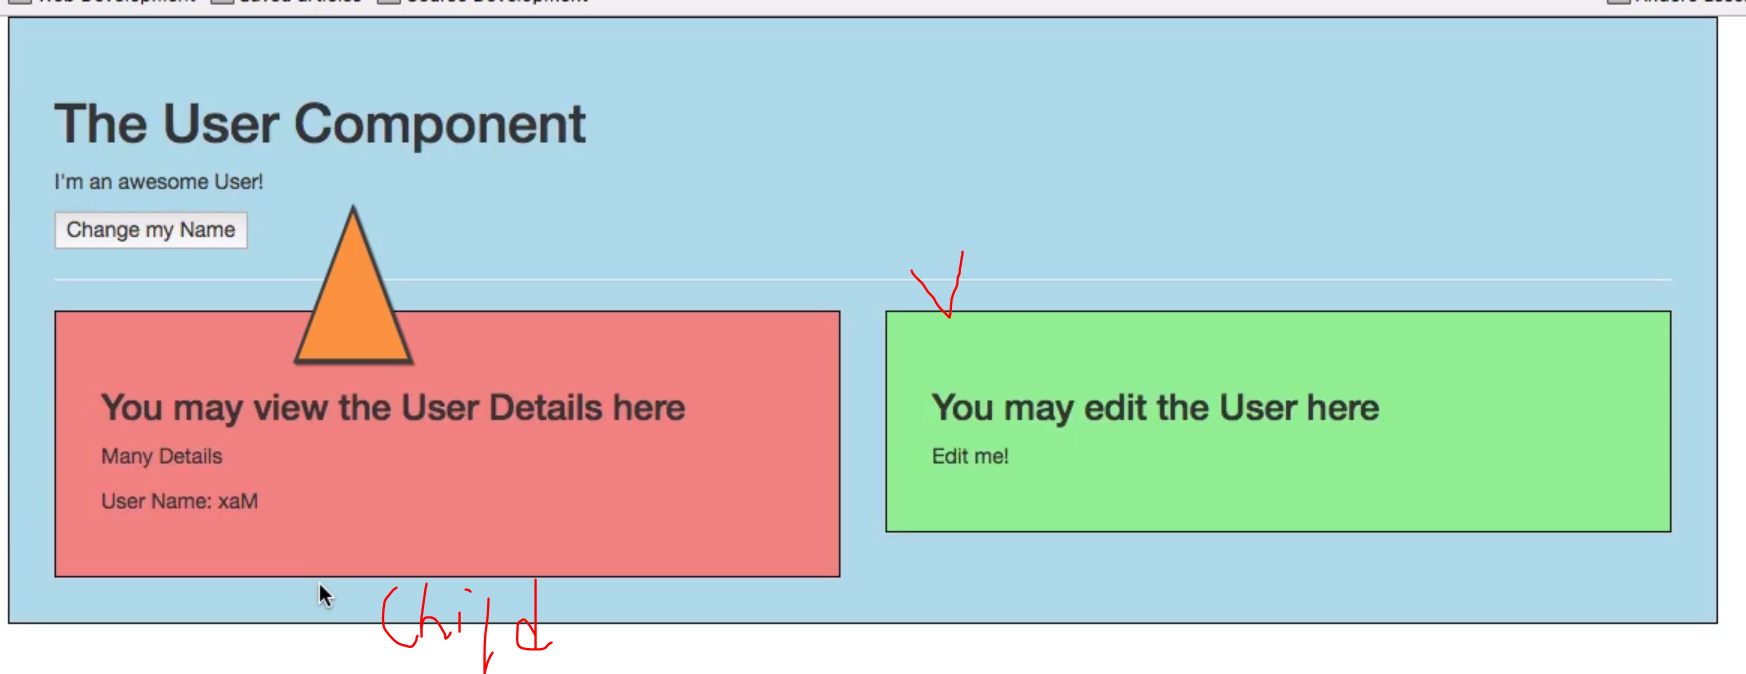 The User Component
I'm an awesome User!
Change my Name
You may view the User Details here
Many Details
User Name: xaM
You may edit the User here
Edit me!
Child